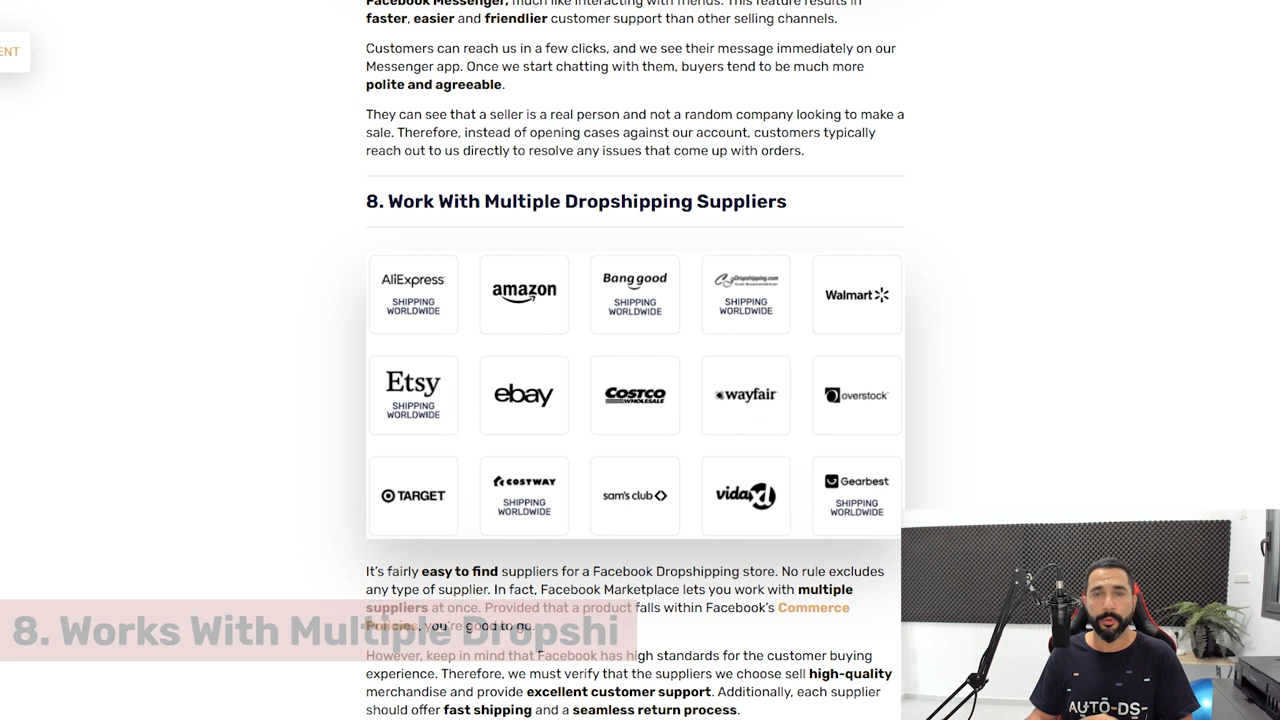 Facebook Messenger, much like interacting with friends. This feature results in
faster, easier and friendlier customer support than other selling channels.
ENT
Customers can reach us in a few clicks, and we see their message immediately on our
Messenger app. Once we start chatting with them, buyers tend to be much more
polite and agreeable.
They can see that a seller is a real person and not a random company looking to make a
sale. Therefore, instead of opening cases against our account, customers typically
reach out to us directly to resolve any issues that come up with orders.
8. Work With Multiple Dropshipping Suppliers
AliExpress
SHIPPING
WORLDWIDE
amazon
Banggood
SHIPPING
WORLDWIDE
Dropshipping.com
SHIPPING
WORLDWIDE
Walmart
Etsy
SHIPPING
WORLDWIDE
ebay
COSTCO
WHOLESALE
wayfair
overstock
TARGET
COSTWAY
SHIPPING
WORLDWIDE
sam's club
vidaXL
Gearbest
SHIPPING
WORLDWIDE
It's fairly easy to find suppliers for a Facebook Dropshipping store. No rule excludes
any type of supplier. In fact, Facebook Marketplace lets you work with multiple
suppliers at once. Provided that a product falls within Facebook's Commerce
Policies, you're good to go.
8. Works With Multiple Dropshi
However, keep in mind that Facebook has high standards for the customer buying
experience. Therefore, we must verify that the suppliers we choose sell high-quality
merchandise and provide excellent customer support. Additionally, each supplier
should offer fast shipping and a seamless return process.
AUTO-DS-